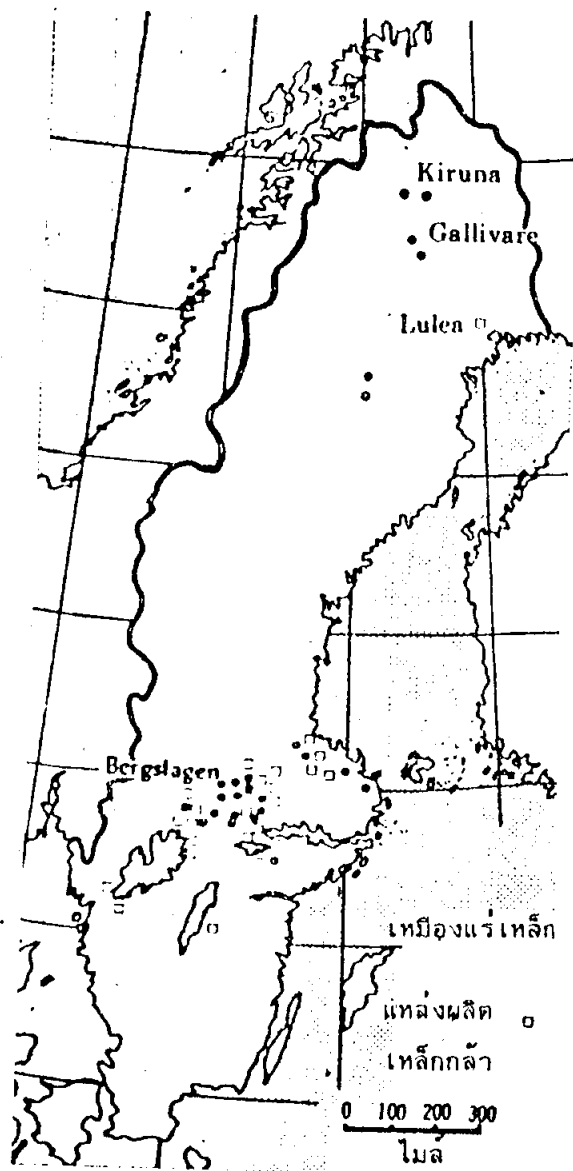 Kiruna
Gallivare
Lulea
Bergslagen
เหมืองแร่เหล็ก
แหล่งผลิต
เหล็กกล้า
0 100 200 300
ไมล์